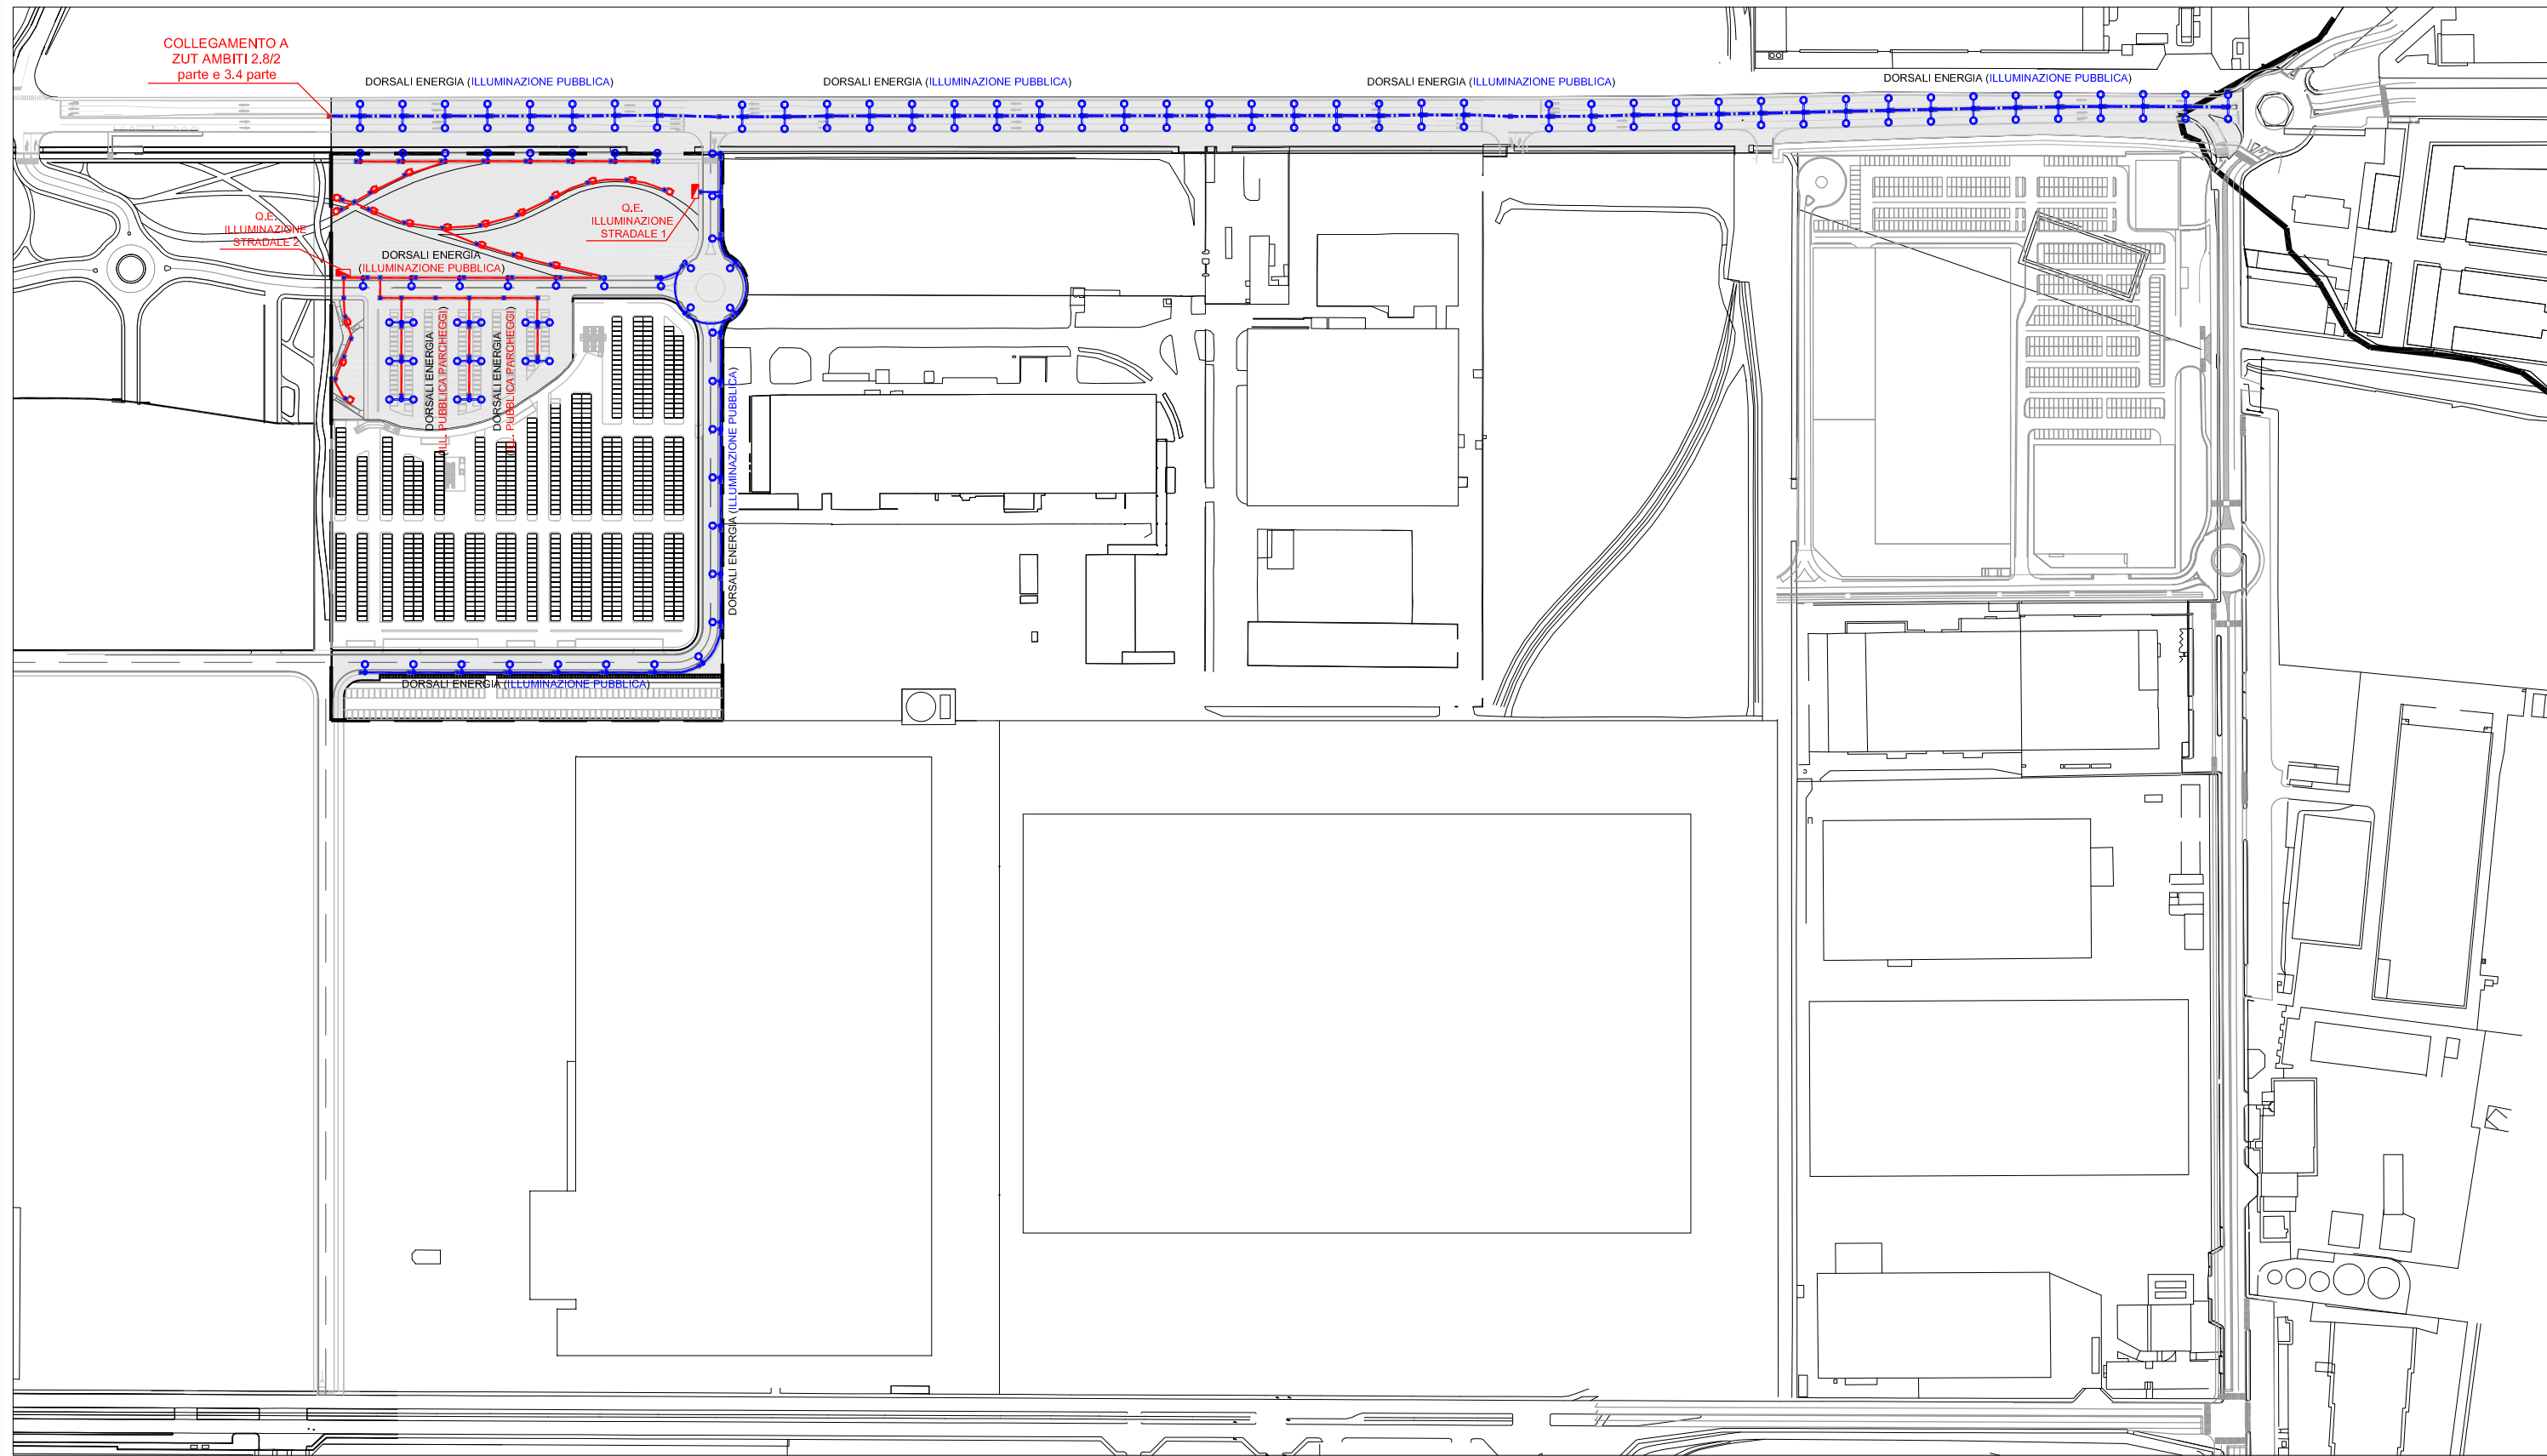 COLLEGAMENTO A
ZUT AMBITI 2.8/2
parte e 3.4 parte
DORSALI ENERGIA (ILLUMINAZIONE PUBBLICA)
DORSALI ENERGIA (ILLUMINAZIONE PUBBLICA)
DORSALI ENERGIA (ILLUMINAZIONE PUBBLICA)
DORSALI ENERGIA (ILLUMINAZIONE PUBBLICA)
Q.E.
ILLUMINAZIONE
STRADALE 2
Q.E.
ILLUMINAZIONE
STRADALE 1
DORSALI ENERGIA
(ILLUMINAZIONE PUBBLICA)
DORSALI ENERGIA
(ILL. PUBBLICA PARCHEGGI)
DORSALI ENERGIA
(ILL. PUBBLICA PARCHEGGI)
DORSALI ENERGIA (ILLUMINAZIONE PUBBLICA)
DORSALI ENERGIA (ILLUMINAZIONE PUBBLICA)